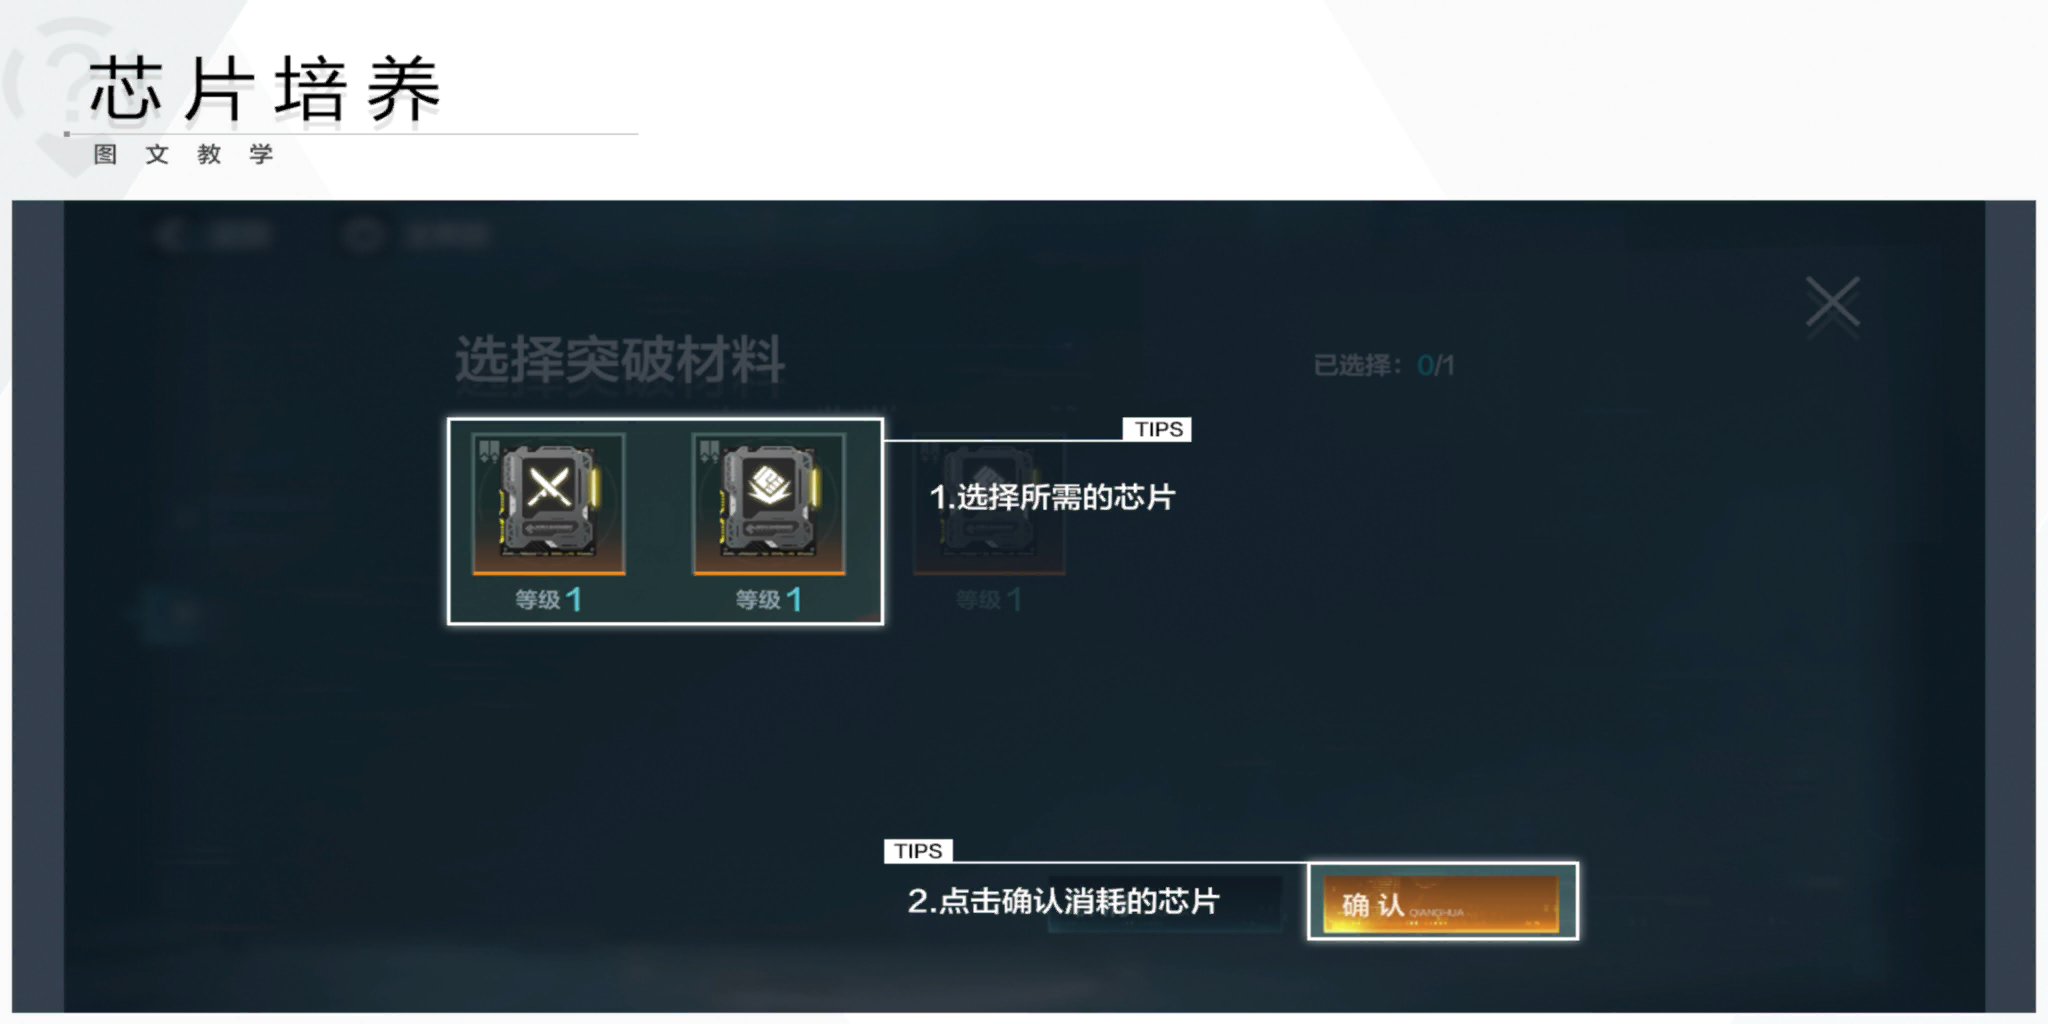 芯片培养
图文教学
选择突破材料
已选择：0/1
TIPS
1.选择所需的芯片
等级1
等级1
等级1
TIPS
2.点击确认消耗的芯片
确认 QIANGHUA